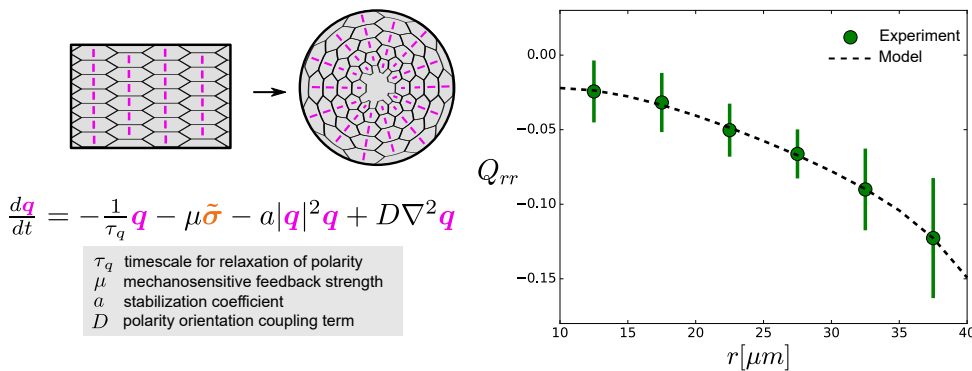 dq/dt = −1/τ_q q − μσ̃ − a|q|²q + D∇²q
τ_q timescale for relaxation of polarity
μ mechanosensitive feedback strength
a stabilization coefficient
D polarity orientation coupling term
Experiment
Model
0.00
−0.05
−0.10
−0.15
Q_rr
10 15 20 25 30 35 40
r[μm]